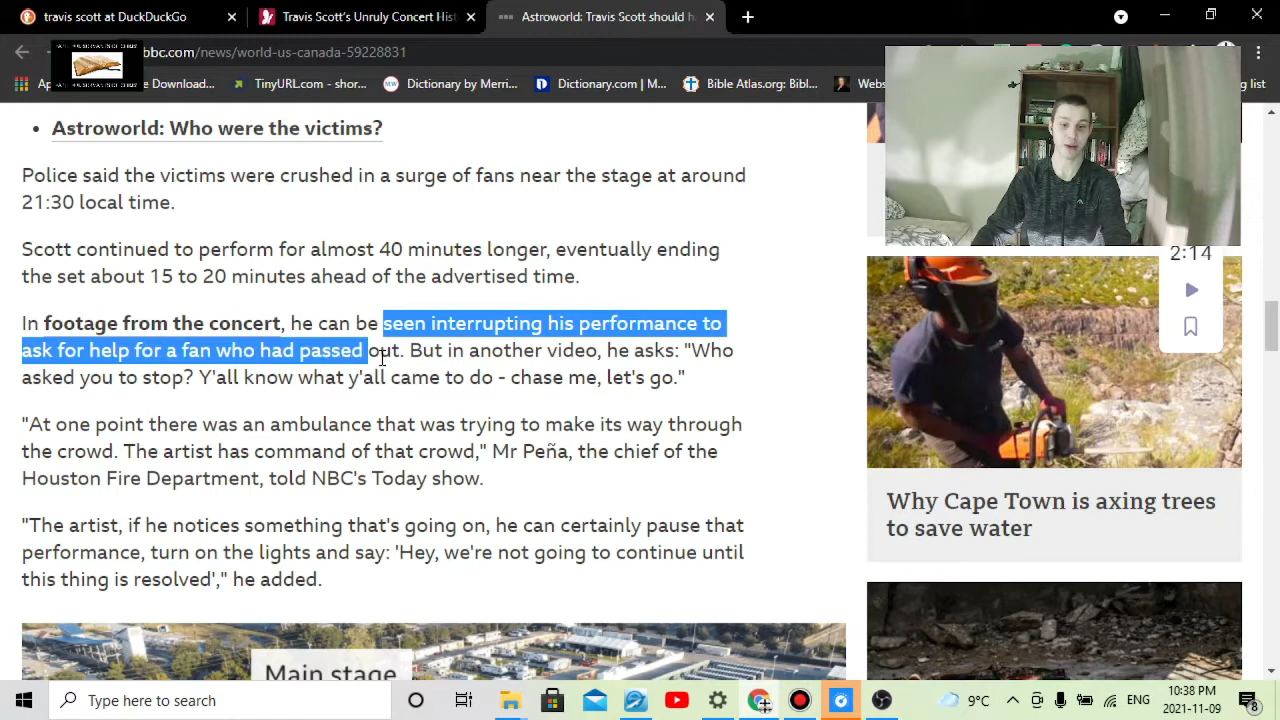 travis scott at DuckDuckGo
Travis Scott's Unruly Concert Hist
Astroworld: Travis Scott should ha
bbc.com/news/world-us-canada-59228831
Download...
TinyURL.com - shor...
Dictionary by Merri...
Dictionary.com | M...
Bible Atlas.org: Bibl...
Webs
g list
Astroworld: Who were the victims?
Police said the victims were crushed in a surge of fans near the stage at around
21:30 local time.
Scott continued to perform for almost 40 minutes longer, eventually ending
the set about 15 to 20 minutes ahead of the advertised time.
In footage from the concert, he can be seen interrupting his performance to
ask for help for a fan who had passed out. But in another video, he asks: "Who
asked you to stop? Y'all know what y'all came to do - chase me, let's go."
"At one point there was an ambulance that was trying to make its way through
the crowd. The artist has command of that crowd," Mr Peña, the chief of the
Houston Fire Department, told NBC's Today show.
"The artist, if he notices something that's going on, he can certainly pause that
performance, turn on the lights and say: 'Hey, we're not going to continue until
this thing is resolved'," he added.
Main stage
2:14
Why Cape Town is axing trees
to save water
Type here to search
9°C
ENG
10:38 PM
2021-11-09
8